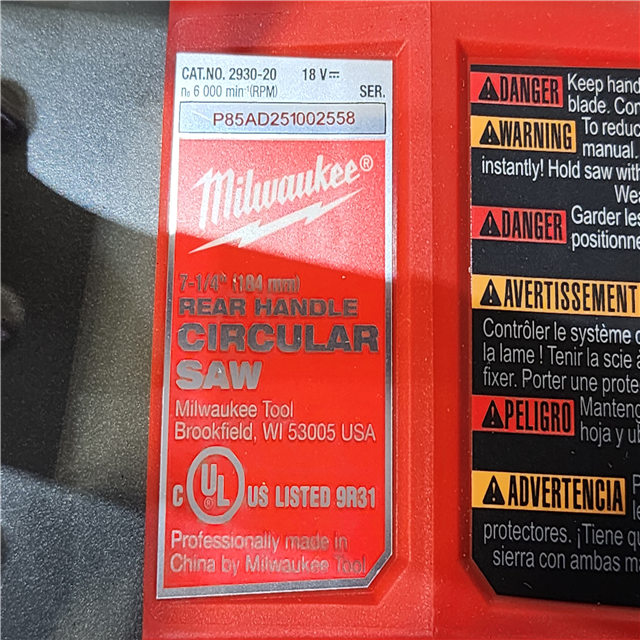 CAT.NO. 2930-20 18 V⎓
n₀ 6 000 min⁻¹(RPM) SER.
P85AD251002558
Milwaukee®
7-1/4" (184 mm)
REAR HANDLE
CIRCULAR
SAW
Milwaukee Tool
Brookfield, WI 53005 USA
C UL® US LISTED 9R31
Professionally made in
China by Milwaukee Tool
DANGER Keep hand
blade. Con
WARNING To reduc
manual.
instantly! Hold saw with
Wea
DANGER Garder les
positionne
AVERTISSEMENT
Contrôler le système d
la lame ! Tenir la scie à
fixer. Porter une prote
PELIGRO Manteng
hoja y ub
ADVERTENCIA P
le
protectores. ¡Tiene q
sierra con ambas ma